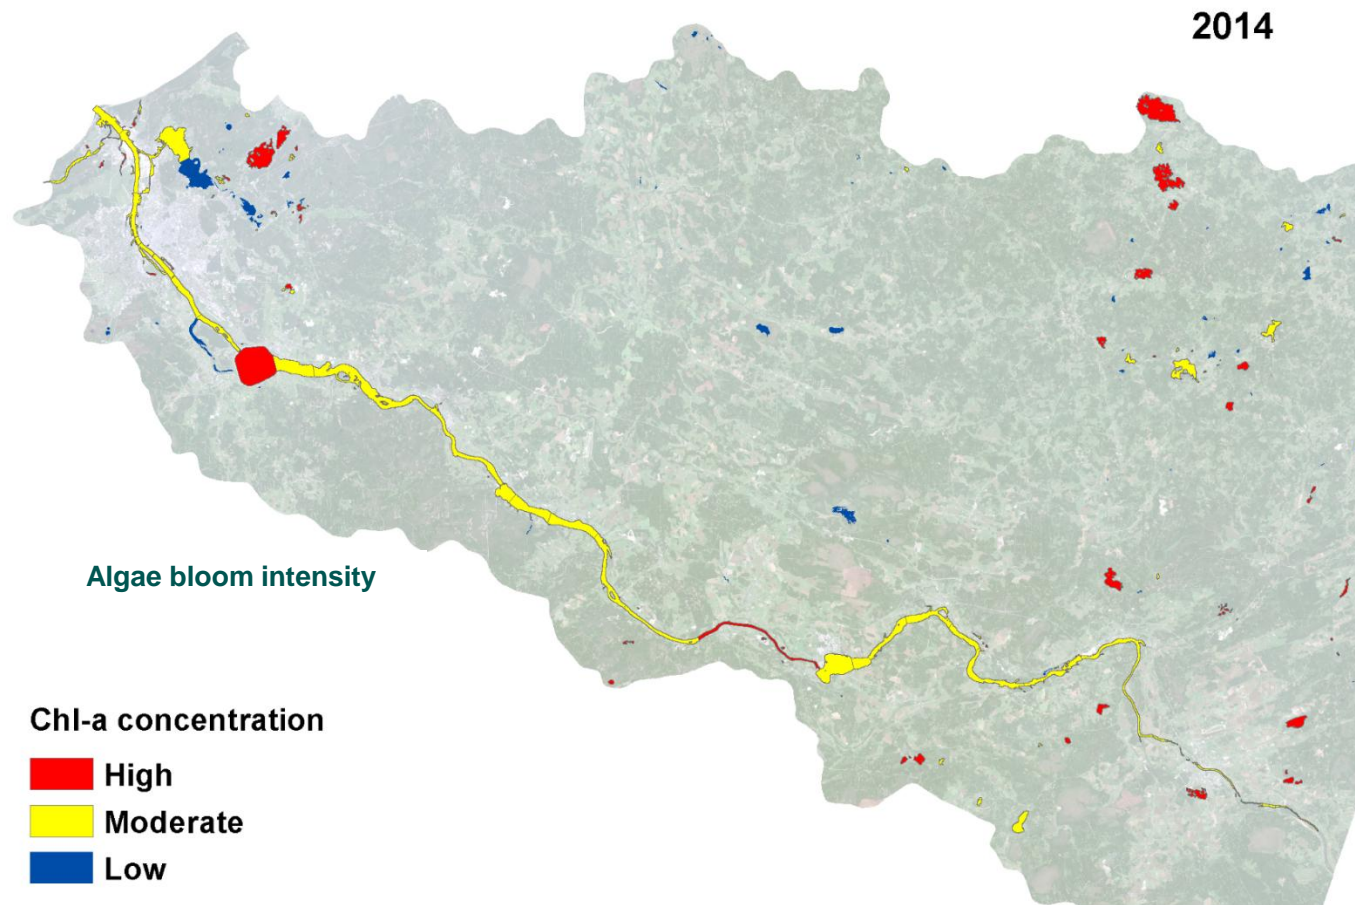 2014
Algae bloom intensity
Chl-a concentration
High
Moderate
Low